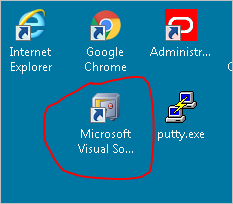 Internet Google Administr...
Explorer Chrome
Microsoft putty.exe
Visual So...